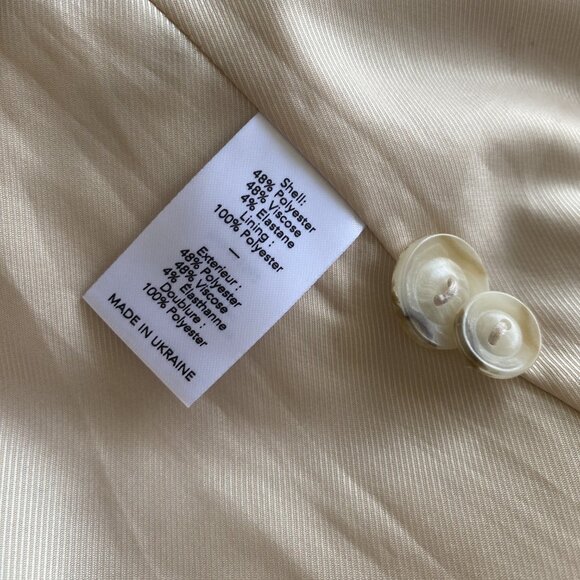 Shell:
48% Polyester
48% Viscose
4% Elastane
Lining :
100% Polyester
—
Exterieur :
48% Polyester
48% Viscose
4% Elasthanne
Doublure :
100% Polyester
MADE IN UKRAINE